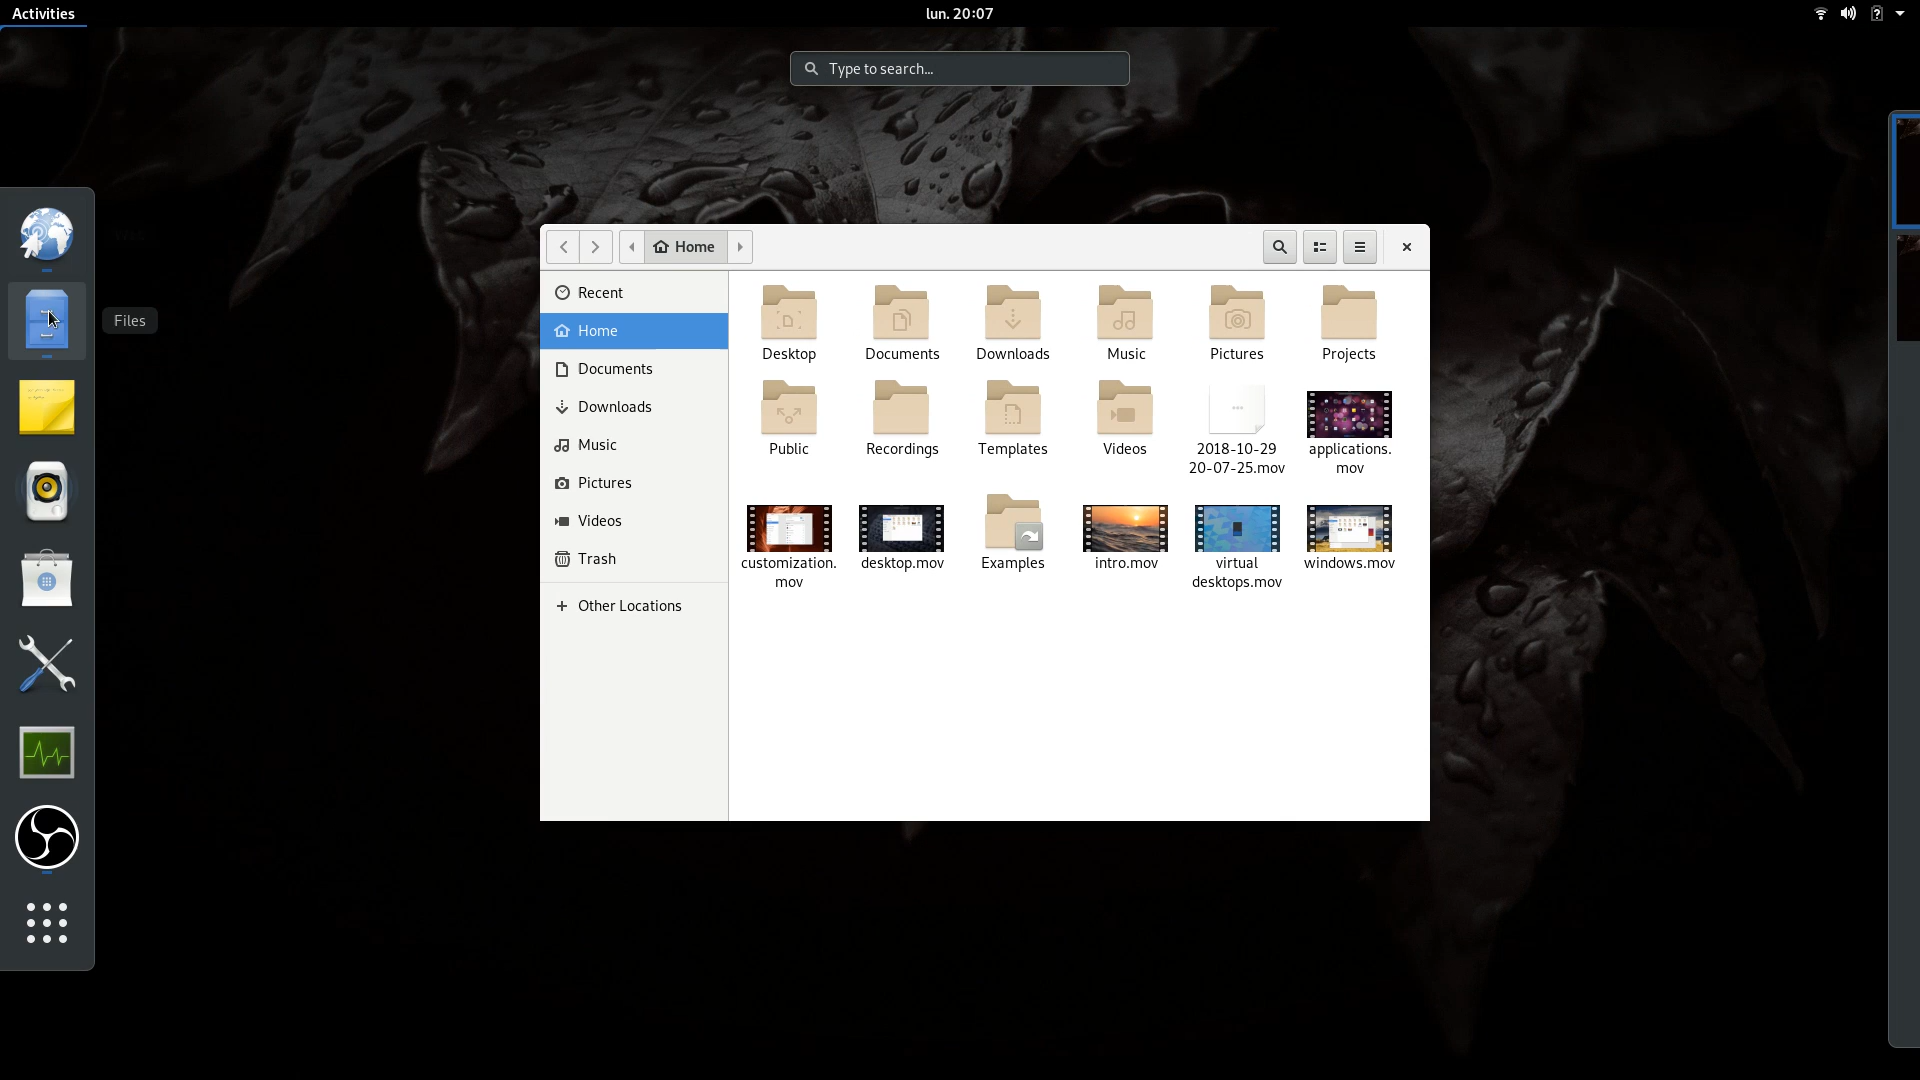 Activities
lun. 20:07
Type to search...
Files
Home
Recent
Home
Documents
Downloads
Music
Pictures
Videos
Trash
Other Locations
Desktop
Documents
Downloads
Music
Pictures
Projects
Public
Recordings
Templates
Videos
2018-10-29
20-07-25.mov
applications.
mov
customization.
mov
desktop.mov
Examples
intro.mov
virtual
desktops.mov
windows.mov